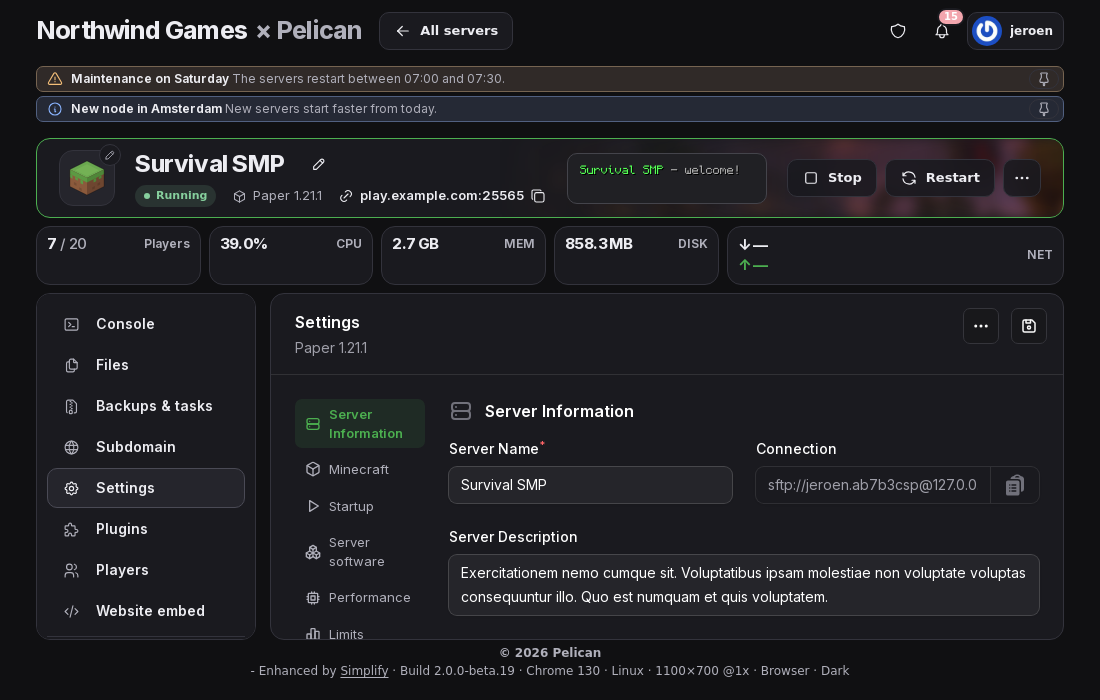 Northwind Games × Pelican
All servers
15
jeroen
Maintenance on Saturday The servers restart between 07:00 and 07:30.
New node in Amsterdam New servers start faster from today.
Survival SMP
Running
Paper 1.21.1
play.example.com:25565
Survival SMP — welcome!
Stop
Restart
7 / 20
Players
39.0%
CPU
2.7 GB
MEM
858.3 MB
DISK
↓—
↑—
NET
Console
Files
Backups & tasks
Subdomain
Settings
Plugins
Players
Website embed
Settings
Paper 1.21.1
Server
Information
Minecraft
Startup
Server
software
Performance
Limits
Server Information
Server Name*
Survival SMP
Connection
sftp://jeroen.ab7b3csp@127.0.0
Server Description
Exercitationem nemo cumque sit. Voluptatibus ipsam molestiae non voluptate voluptas
consequuntur illo. Quo est numquam et quis voluptatem.
© 2026 Pelican
- Enhanced by Simplify · Build 2.0.0-beta.19 · Chrome 130 · Linux · 1100×700 @1x · Browser · Dark